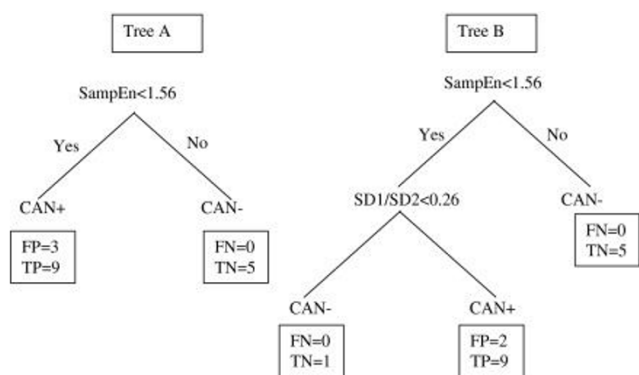 Tree A
SampEn<1.56
Yes
No
CAN+
CAN-
FP=3
TP=9
FN=0
TN=5
Tree B
SampEn<1.56
Yes
No
SD1/SD2<0.26
CAN-
FN=0
TN=5
CAN-
CAN+
FN=0
TN=1
FP=2
TP=9